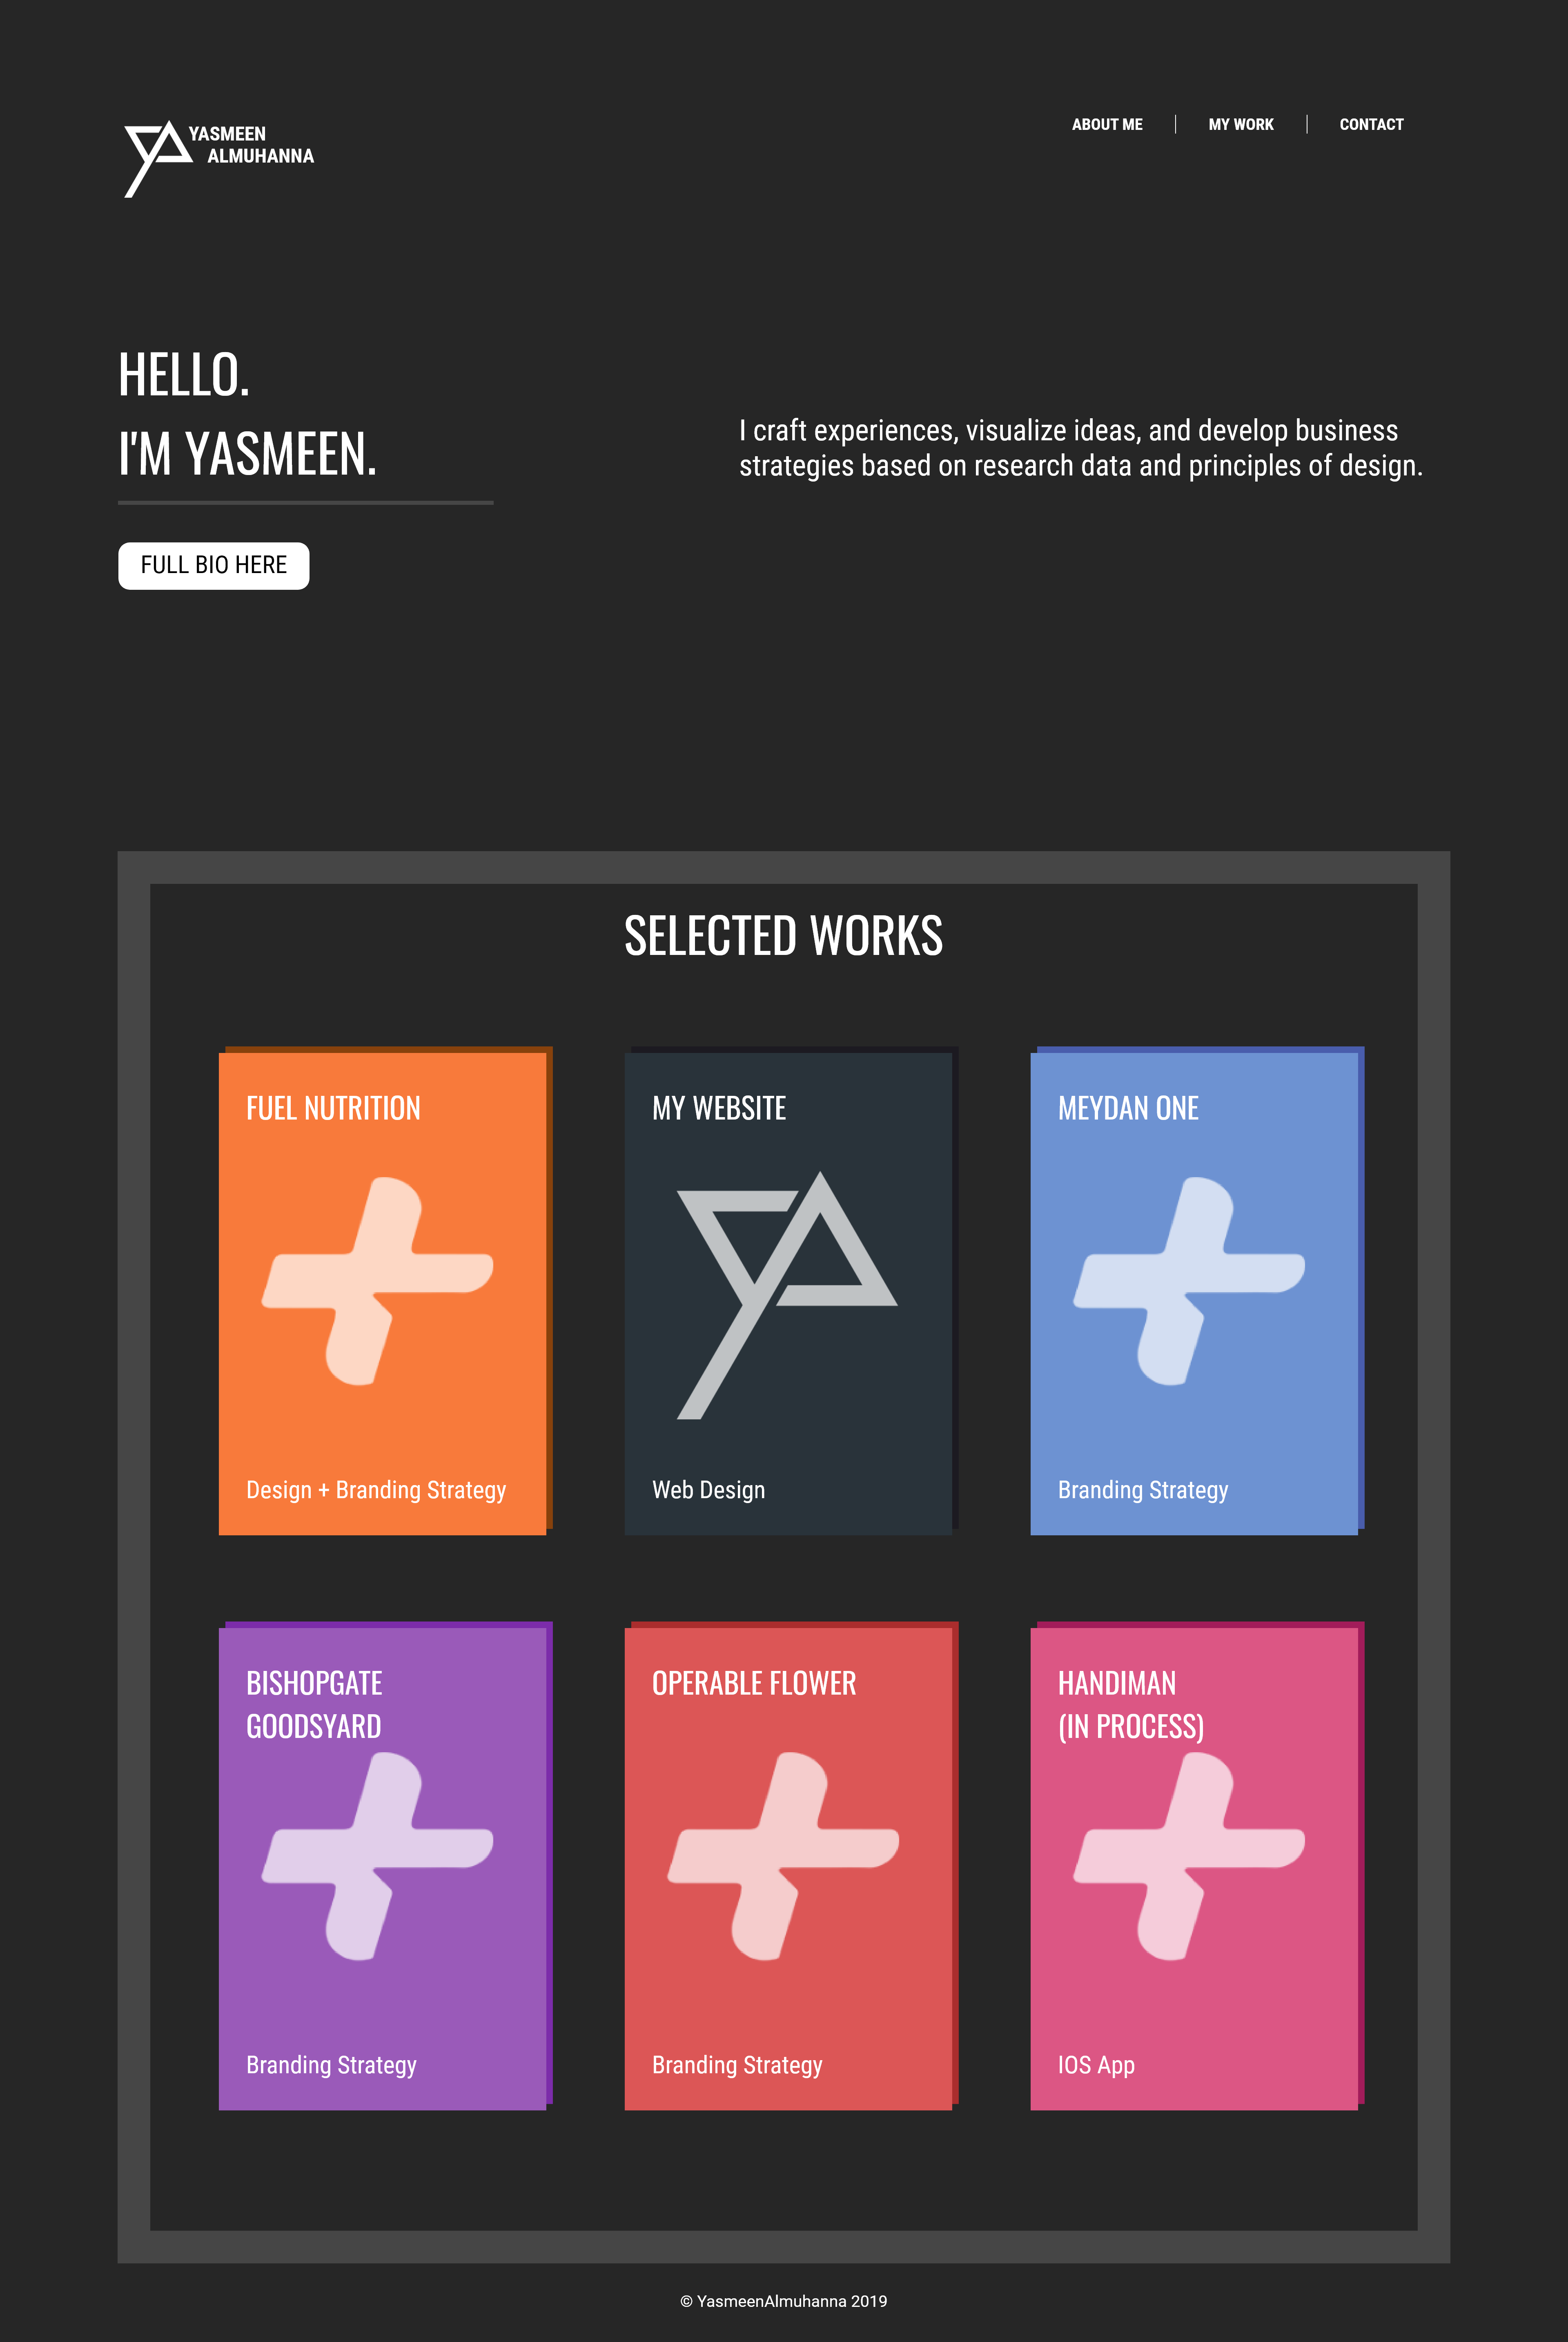 YASMEEN
ALMUHANNA
ABOUT ME
MY WORK
CONTACT
HELLO.
I'M YASMEEN.
I craft experiences, visualize ideas, and develop business
strategies based on research data and principles of design.
FULL BIO HERE
SELECTED WORKS
FUEL NUTRITION
Design + Branding Strategy
MY WEBSITE
Web Design
MEYDAN ONE
Branding Strategy
BISHOPGATE
GOODSYARD
Branding Strategy
OPERABLE FLOWER
Branding Strategy
HANDIMAN
(IN PROCESS)
IOS App
© YasmeenAlmuhanna 2019